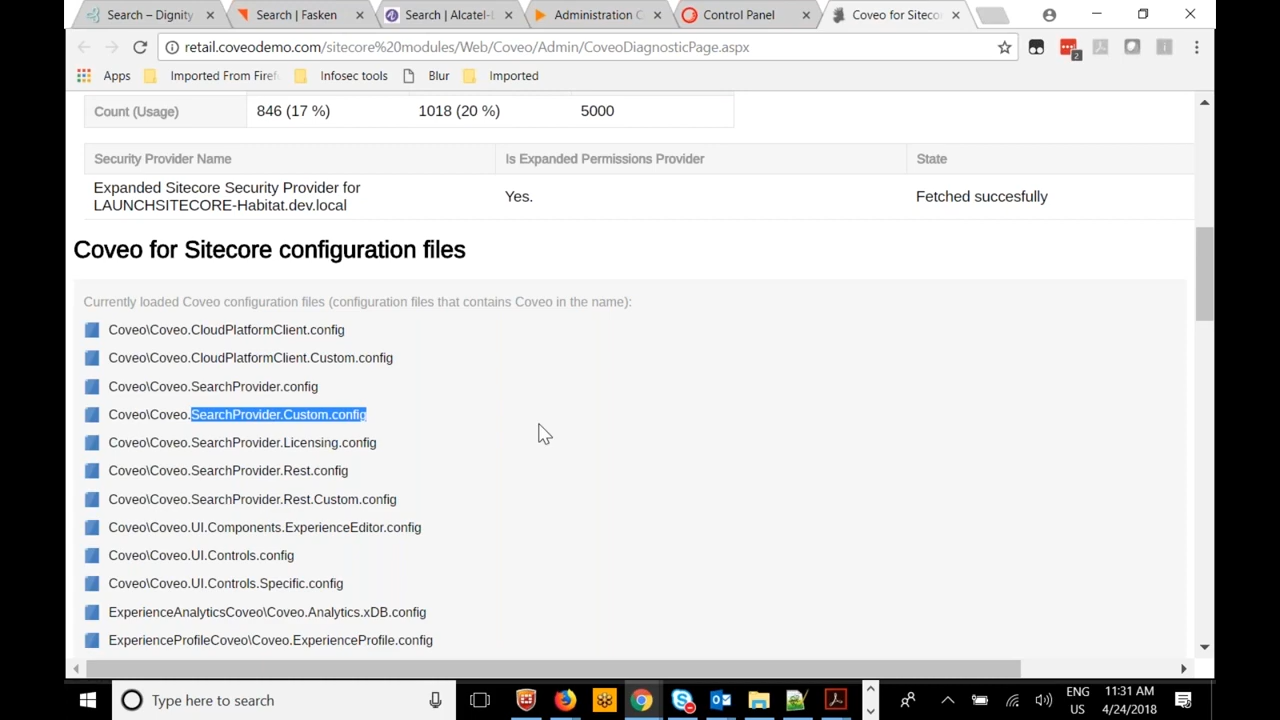 Search – Dignity
Search | Fasken
Search | Alcatel-L
Administration C
Control Panel
Coveo for Siteco
retail.coveodemo.com/sitecore%20modules/Web/Coveo/Admin/CoveoDiagnosticPage.aspx
2
Apps
Imported From Firef
Infosec tools
Blur
Imported
Count (Usage)
846 (17 %)
1018 (20 %)
5000
Security Provider Name
Is Expanded Permissions Provider
State
Expanded Sitecore Security Provider for
LAUNCHSITECORE-Habitat.dev.local
Yes.
Fetched succesfully
Coveo for Sitecore configuration files
Currently loaded Coveo configuration files (configuration files that contains Coveo in the name):
Coveo\Coveo.CloudPlatformClient.config
Coveo\Coveo.CloudPlatformClient.Custom.config
Coveo\Coveo.SearchProvider.config
Coveo\Coveo.SearchProvider.Custom.config
Coveo\Coveo.SearchProvider.Licensing.config
Coveo\Coveo.SearchProvider.Rest.config
Coveo\Coveo.SearchProvider.Rest.Custom.config
Coveo\Coveo.UI.Components.ExperienceEditor.config
Coveo\Coveo.UI.Controls.config
Coveo\Coveo.UI.Controls.Specific.config
ExperienceAnalyticsCoveo\Coveo.Analytics.xDB.config
ExperienceProfileCoveo\Coveo.ExperienceProfile.config
Type here to search
ENG
US
11:31 AM
4/24/2018